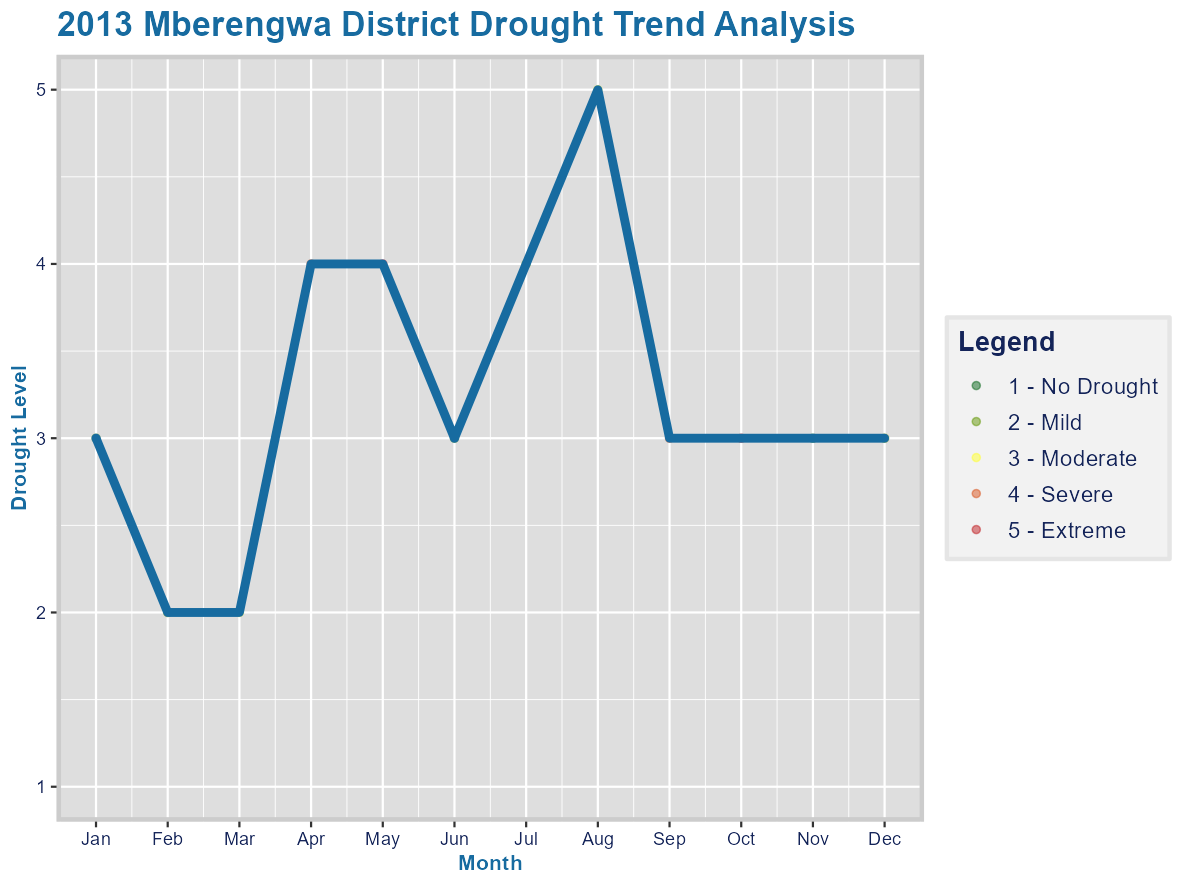 2013 Mberengwa District Drought Trend Analysis
5
4
3
2
1
Drought Level
Jan Feb Mar Apr May Jun Jul Aug Sep Oct Nov Dec
Month
Legend
1 - No Drought
2 - Mild
3 - Moderate
4 - Severe
5 - Extreme